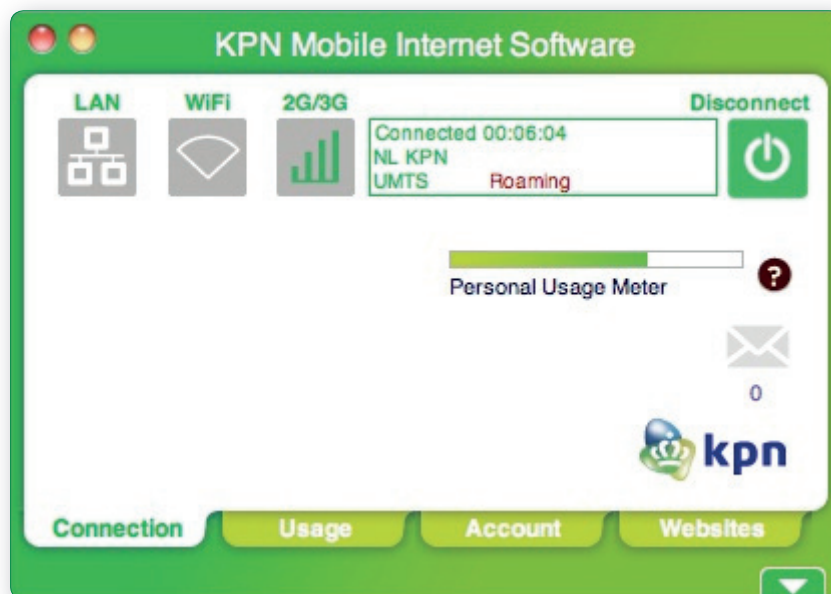 KPN Mobile Internet Software
LAN WiFi 2G/3G Disconnect
Connected 00:06:04
NL KPN
UMTS Roaming
?
Personal Usage Meter
0
kpn
Connection Usage Account Websites